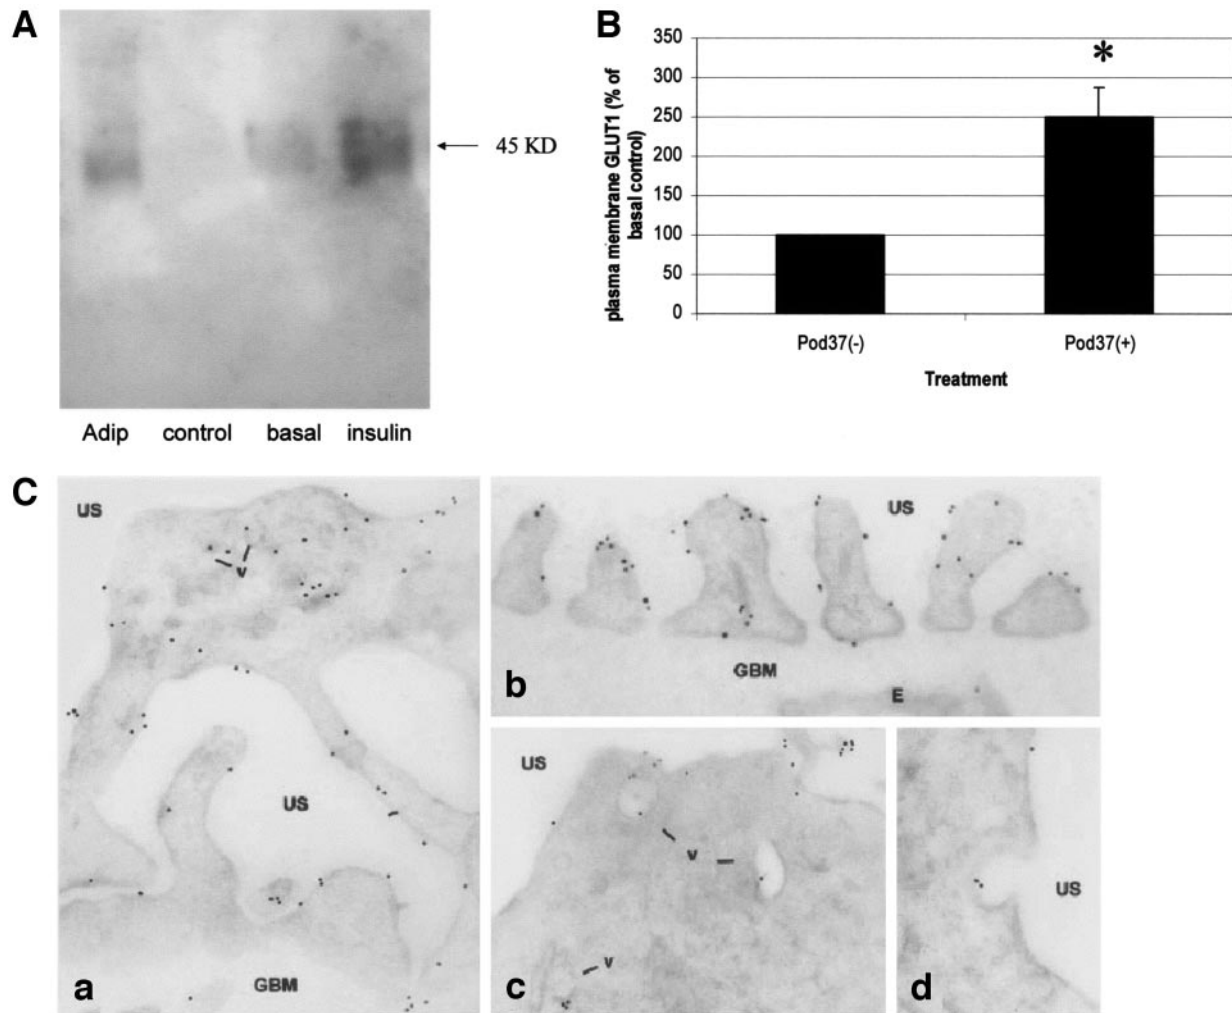 A
45 KD
Adip control basal insulin
B
plasma membrane GLUT1 (% of
basal control)
350
300
250
200
150
100
50
0
*
Pod37(-) Pod37(+)
Treatment
C
US
v
US
GBM
a
US
GBM
E
b
US
v
v
c
US
d